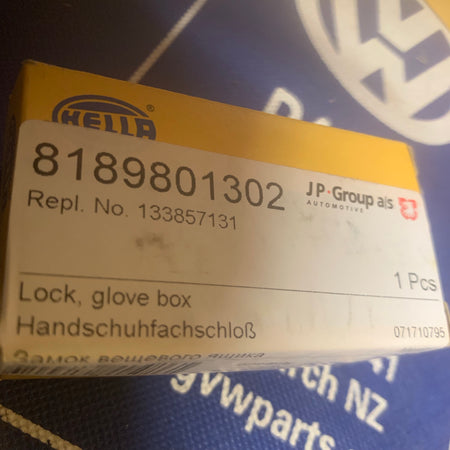 HELLA®
8189801302
JP·Group a/s
AUTOMOTIVE
Repl. No. 133857131
1 Pcs
Lock, glove box
Handschuhfachschloß
071710795
Замок вещевого ящика
NZ
gvwparts